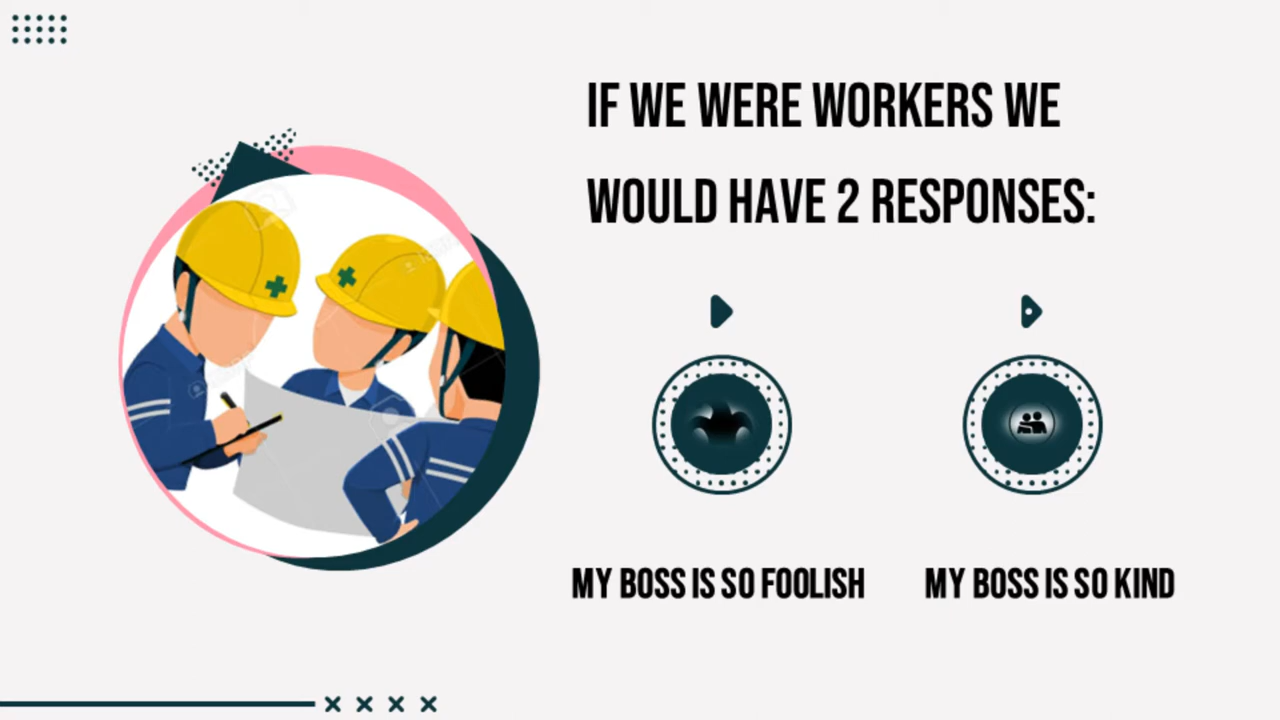 IF WE WERE WORKERS WE
WOULD HAVE 2 RESPONSES:
MY BOSS IS SO FOOLISH
MY BOSS IS SO KIND